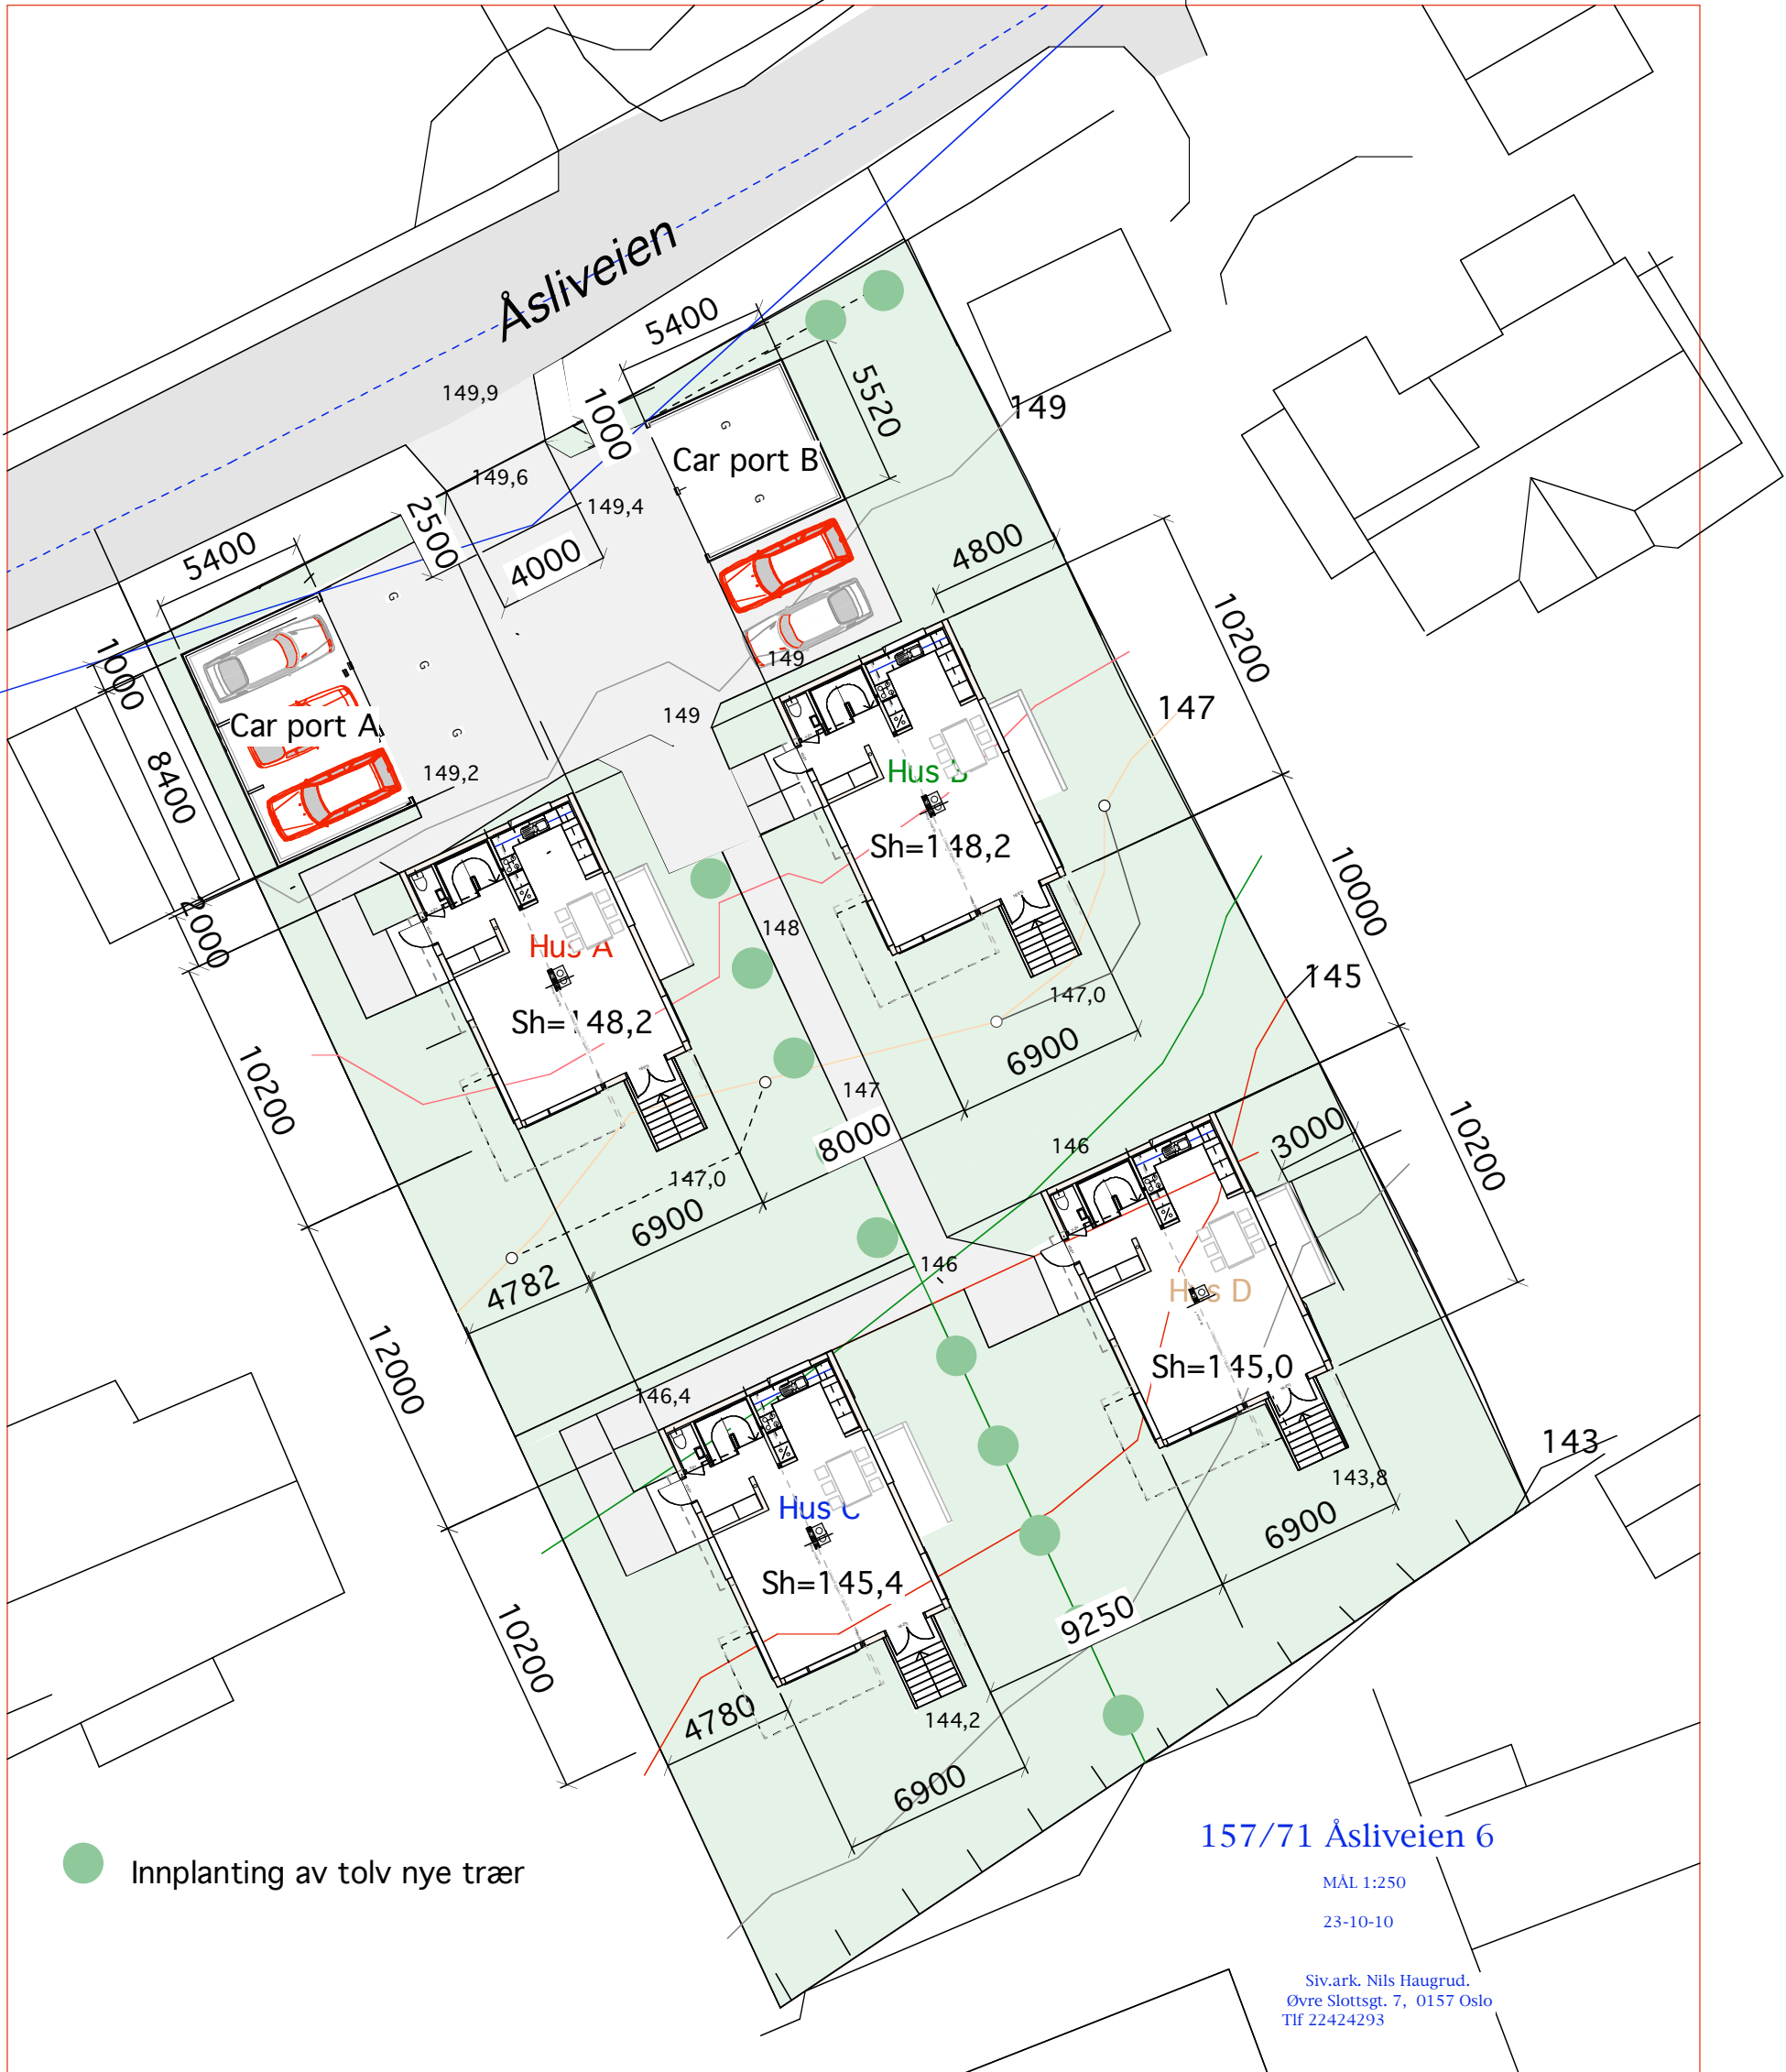 Åsliveien
5400
149,9
1000
5520
Car port B
G
G
149
149,6
149,4
2500
4000
5400
4800
G
10200
1000
G
149
Car port A
149
147
G
8400
149,2
Hus B
Sh=148,2
10000
2000
148
Hus A
145
147,0
Sh=148,2
6900
10200
147
8000
3000
10200
146
147,0
6900
146
4782
Hus D
12000
Sh=145,0
146,4
143
143,8
Hus C
6900
Sh=145,4
9250
10200
4780
144,2
6900
157/71 Åsliveien 6
Innplanting av tolv nye trær
MÅL 1:250
23-10-10
Siv.ark. Nils Haugrud.
Øvre Slottsgt. 7, 0157 Oslo
Tlf 22424293